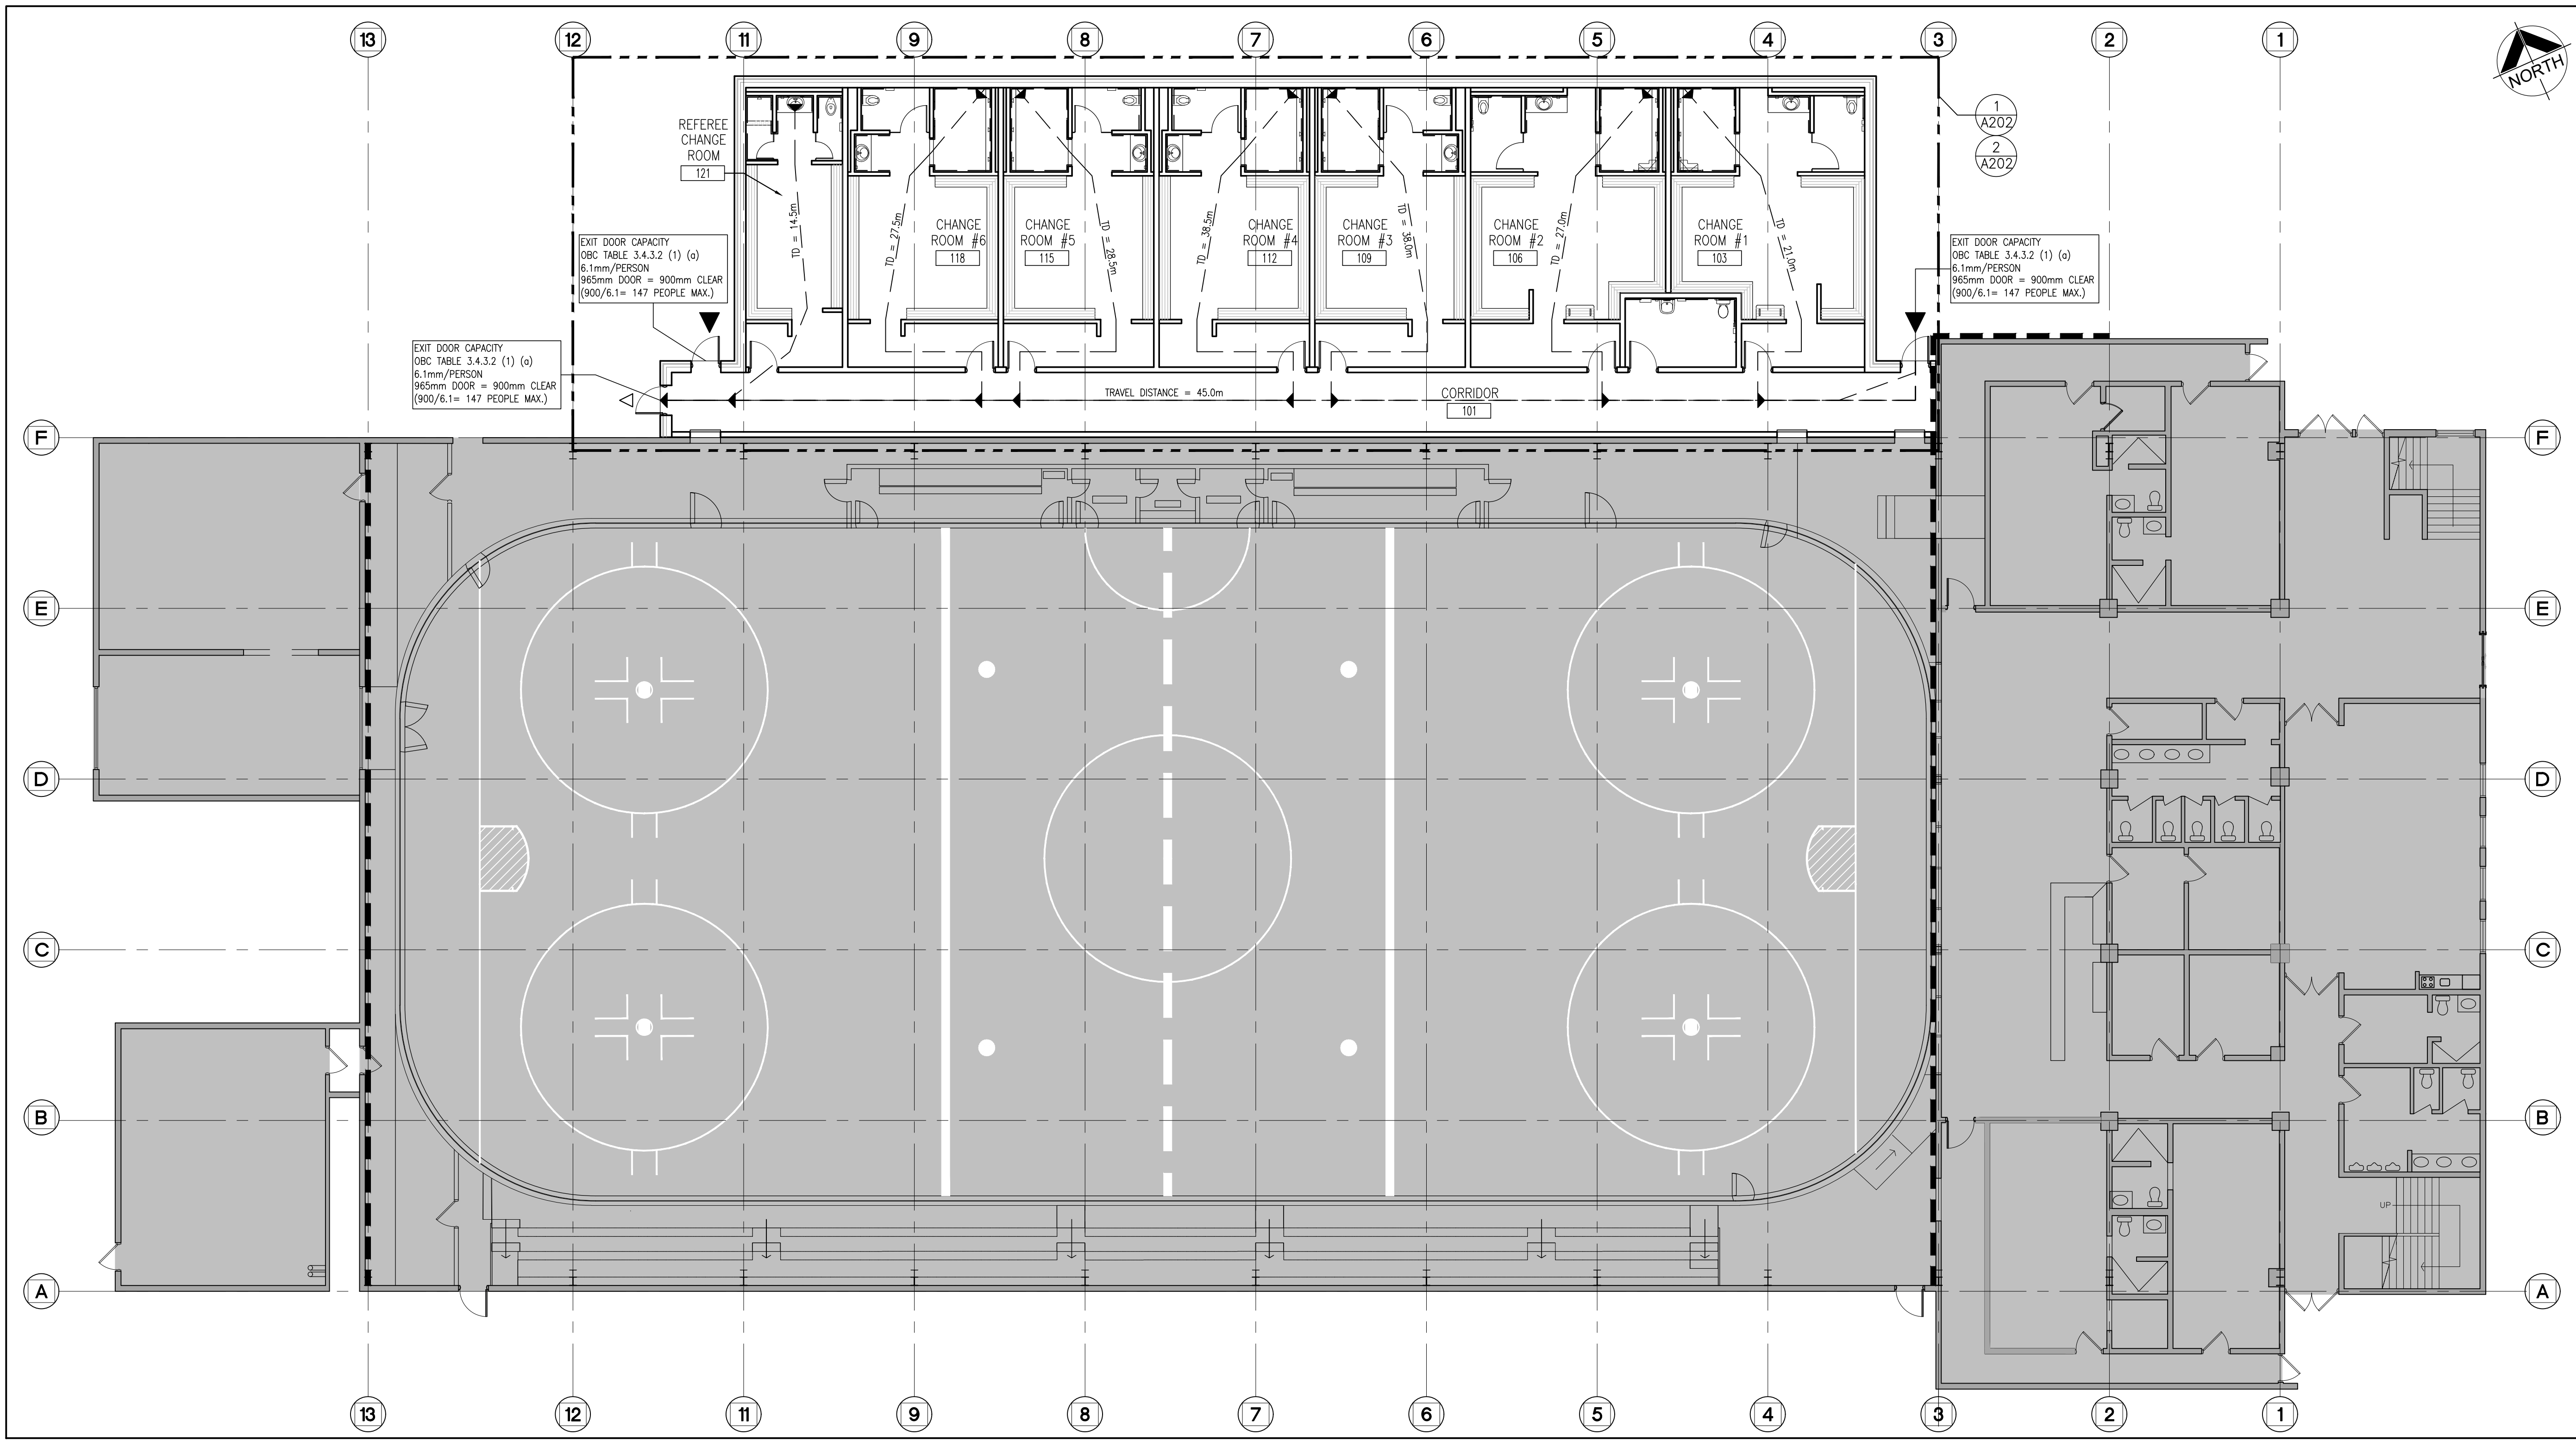 13
12
11
9
8
7
6
5
4
3
2
1
NORTH
1
A202
2
A202
REFEREE
CHANGE
ROOM
121
TD = 14.5m
TD = 27.5m
CHANGE
ROOM #6
118
CHANGE
ROOM #5
115
TD = 28.5m
TD = 38.5m
CHANGE
ROOM #4
112
CHANGE
ROOM #3
109
TD = 38.0m
CHANGE
ROOM #2
106
TD = 27.0m
CHANGE
ROOM #1
103
TD = 21.0m
EXIT DOOR CAPACITY
OBC TABLE 3.4.3.2 (1) (a)
6.1mm/PERSON
965mm DOOR = 900mm CLEAR
(900/6.1= 147 PEOPLE MAX.)
EXIT DOOR CAPACITY
OBC TABLE 3.4.3.2 (1) (a)
6.1mm/PERSON
965mm DOOR = 900mm CLEAR
(900/6.1= 147 PEOPLE MAX.)
EXIT DOOR CAPACITY
OBC TABLE 3.4.3.2 (1) (a)
6.1mm/PERSON
965mm DOOR = 900mm CLEAR
(900/6.1= 147 PEOPLE MAX.)
TRAVEL DISTANCE = 45.0m
CORRIDOR
101
F
F
E
E
D
D
C
C
B
B
UP
A
A
13
12
11
9
8
7
6
5
4
3
2
1